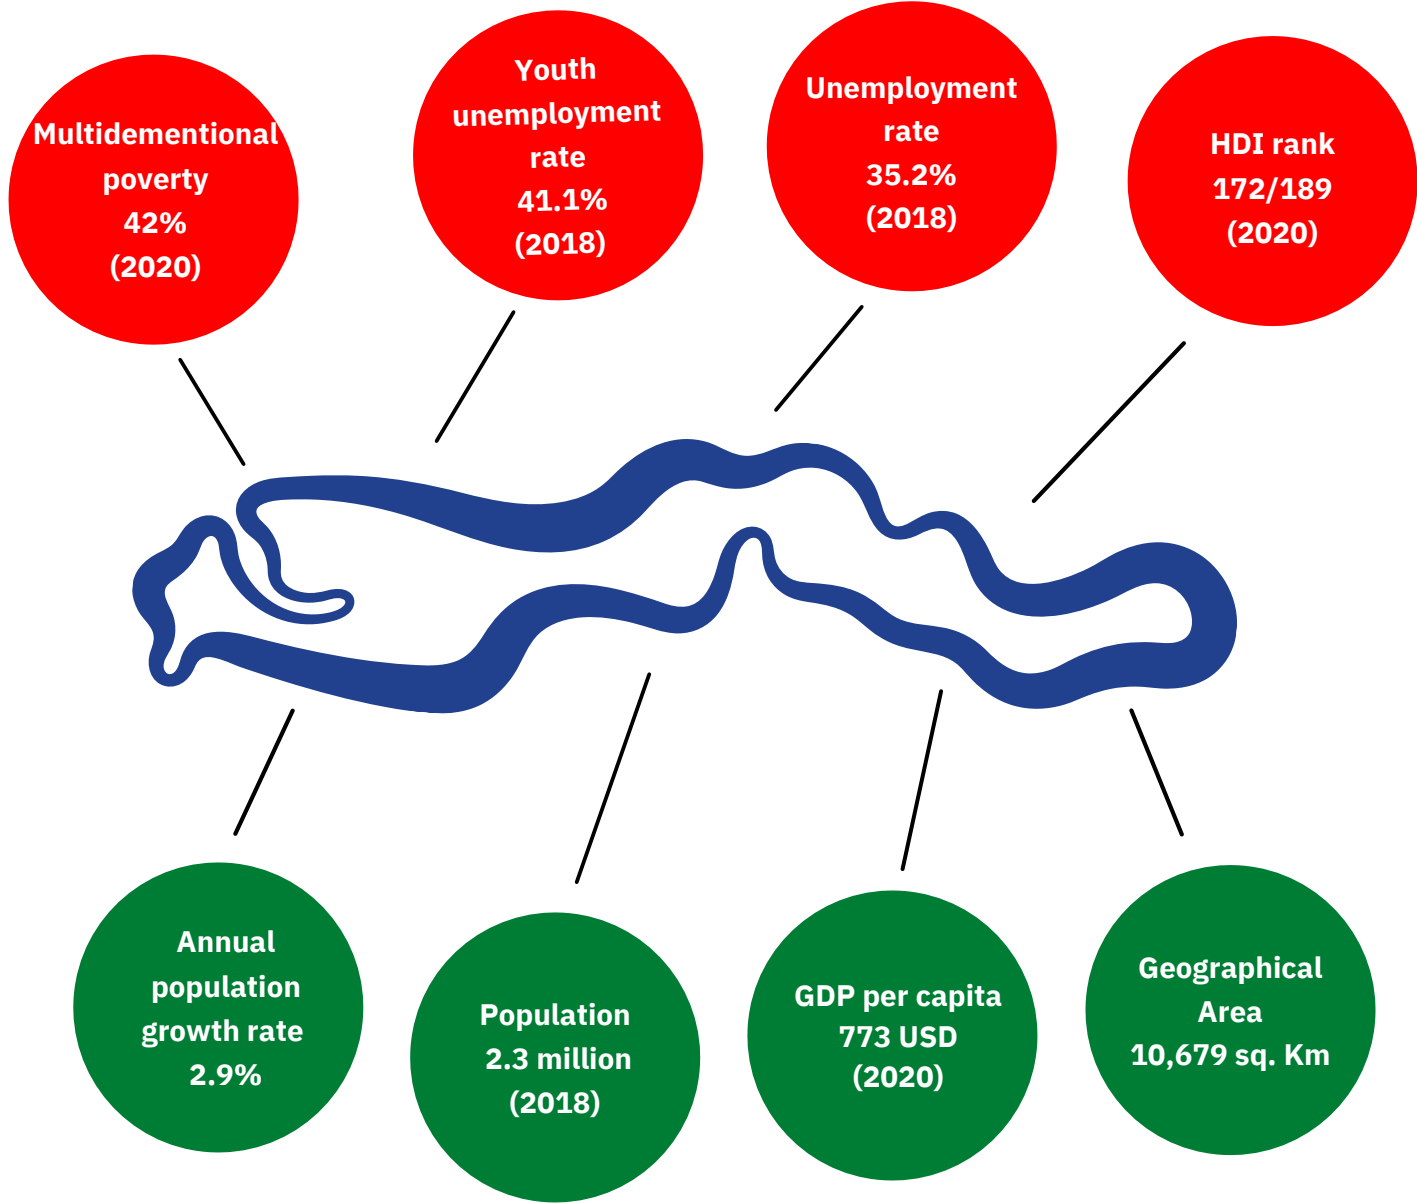 Multidementional
poverty
42%
(2020)
Youth
unemployment
rate
41.1%
(2018)
Unemployment
rate
35.2%
(2018)
HDI rank
172/189
(2020)
Annual
population
growth rate
2.9%
Population
2.3 million
(2018)
GDP per capita
773 USD
(2020)
Geographical
Area
10,679 sq. Km